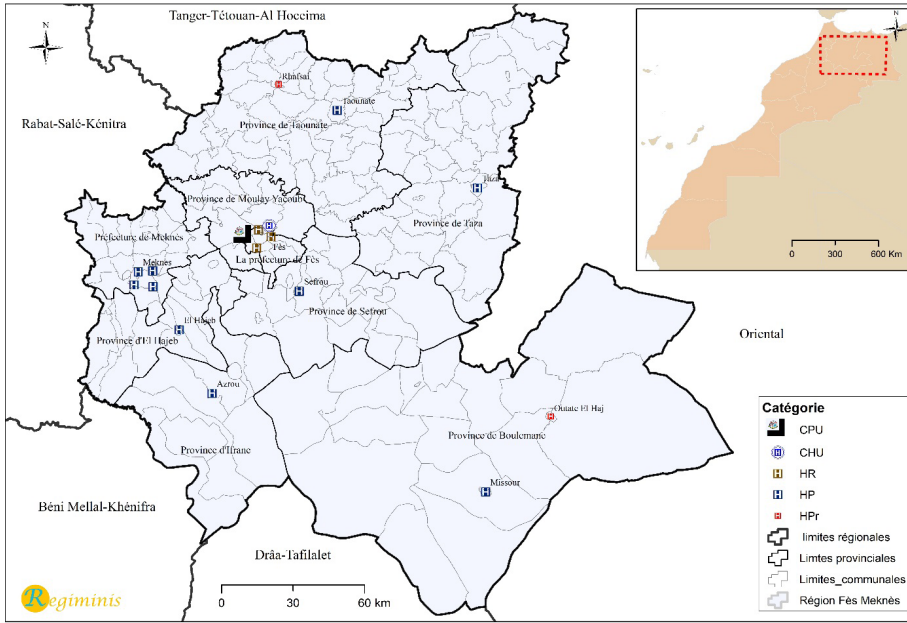 Tanger-Tétouan-Al Hoceima
N
N
Rhafsai
Taounate
Province de Taounate
Rabat-Salé-Kénitra
Taza
Province de Moulay Yacoub
Province de Taza
Préfecture de Meknès
Fès
La préfecture de Fès
Meknès
0 300 600 Km
Sefrou
Province de Sefrou
El Hajeb
Province d'El Hajeb
Oriental
Azrou
Outate El Haj
Province de Boulemane
Province d'Ifrane
Missour
Béni Mellal-Khénifra
Drâa-Tafilalet
0 30 60 km
Regiminis
Catégorie
CPU
H CHU
H HR
H HP
H HPr
limites régionales
Limtes provinciales
Limites_communales
Région Fès Meknès